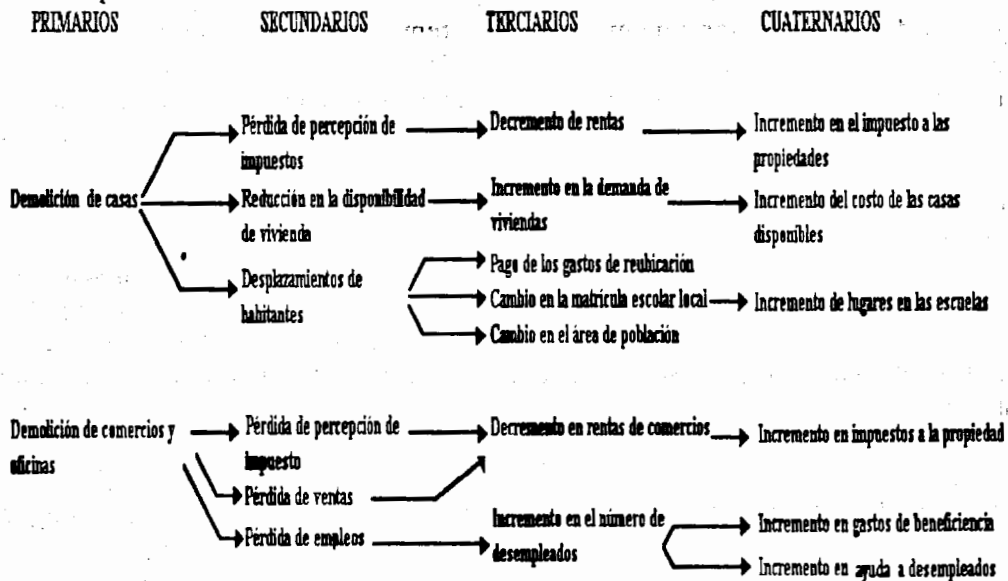 PRIMARIOS SECUNDARIOS TERCIARIOS CUATERNARIOS
Pérdida de percepción de
impuestos
Decremento de rentas
Incremento en el impuesto a las
propiedades
Demolición de casas
Reducción en la disponibilidad
de vivienda
Incremento en la demanda de
viviendas
Incremento del costo de las casas
disponibles
Desplazamientos de
habitantes
Pago de los gastos de reubicación
Cambio en la matrícula escolar local
Incremento de lugares en las escuelas
Cambio en el área de población
Demolición de comercios y
oficinas
Pérdida de percepción de
impuesto
Decremento en rentas de comercios
Incremento en impuestos a la propiedad
Pérdida de ventas
Pérdida de empleos
Incremento en el número de
desempleados
Incremento en gastos de beneficiencia
Incremento en ayuda a desempleados